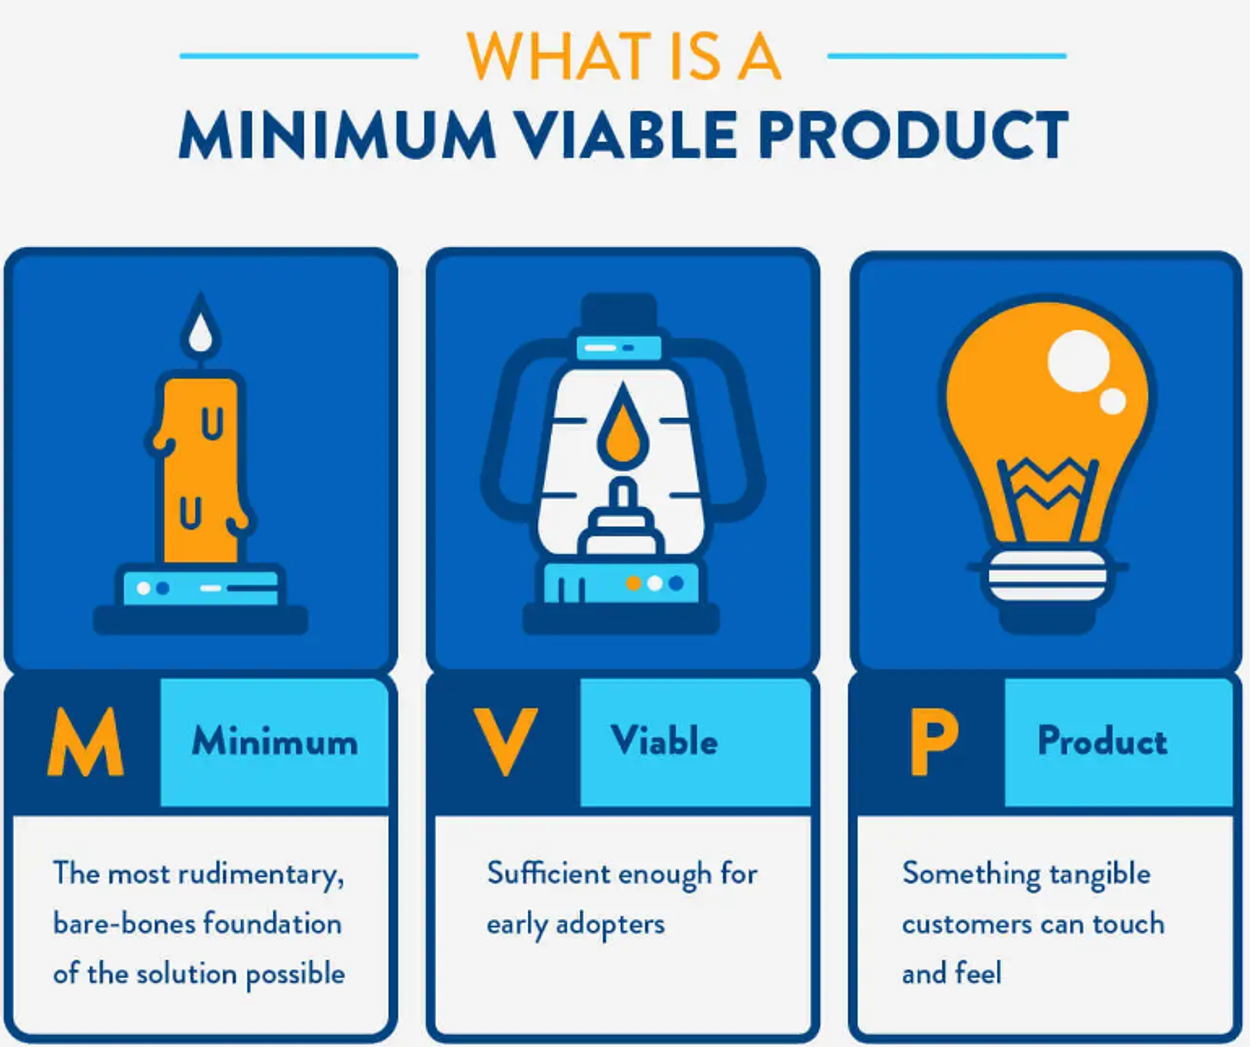 WHAT IS A
MINIMUM VIABLE PRODUCT
M Minimum
The most rudimentary,
bare-bones foundation
of the solution possible
V Viable
Sufficient enough for
early adopters
P Product
Something tangible
customers can touch
and feel